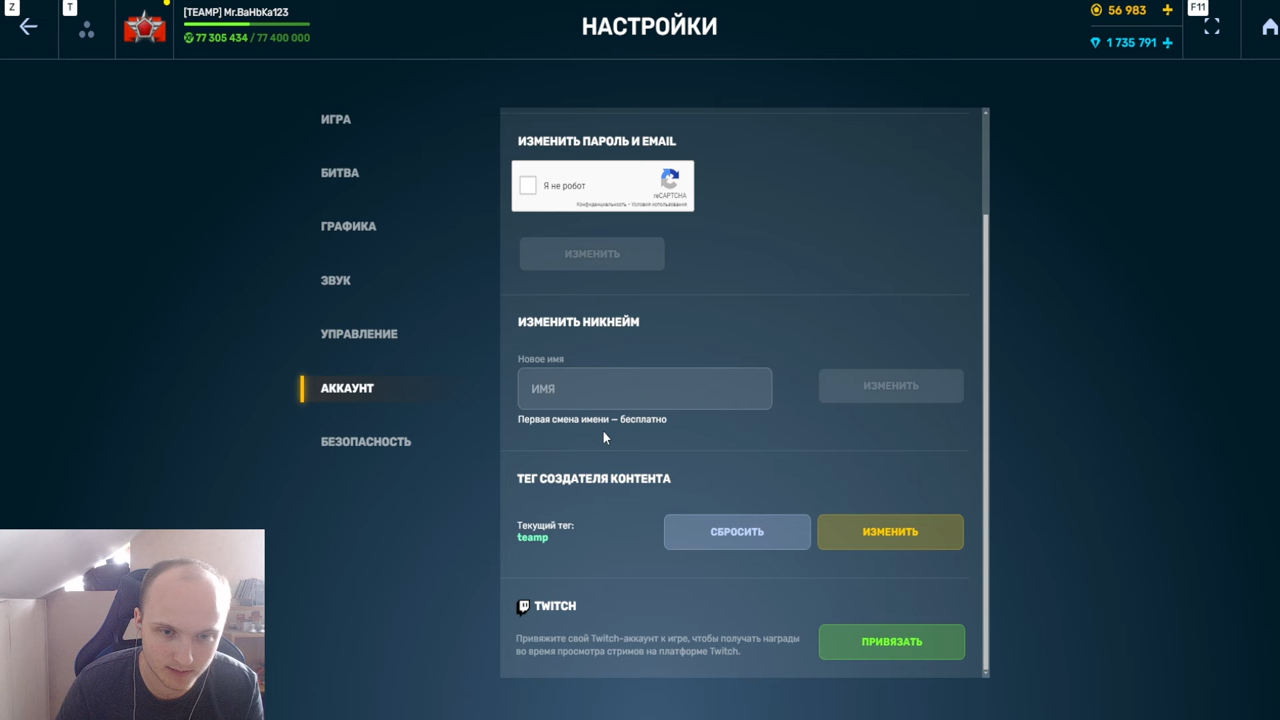 Z
T
[TEAMP] Mr.BaHbKa123
77 305 434 / 77 400 000
НАСТРОЙКИ
56 983
1 735 791
F11
ИГРА
БИТВА
ГРАФИКА
ЗВУК
УПРАВЛЕНИЕ
АККАУНТ
БЕЗОПАСНОСТЬ
ИЗМЕНИТЬ ПАРОЛЬ И EMAIL
Я не робот
reCAPTCHA
Конфиденциальность - Условия использования
ИЗМЕНИТЬ
ИЗМЕНИТЬ НИКНЕЙМ
Новое имя
ИМЯ
ИЗМЕНИТЬ
Первая смена имени — бесплатно
ТЕГ СОЗДАТЕЛЯ КОНТЕНТА
Текущий тег:
teamp
СБРОСИТЬ
ИЗМЕНИТЬ
TWITCH
Привяжите свой Twitch-аккаунт к игре, чтобы получать награды
во время просмотра стримов на платформе Twitch.
ПРИВЯЗАТЬ